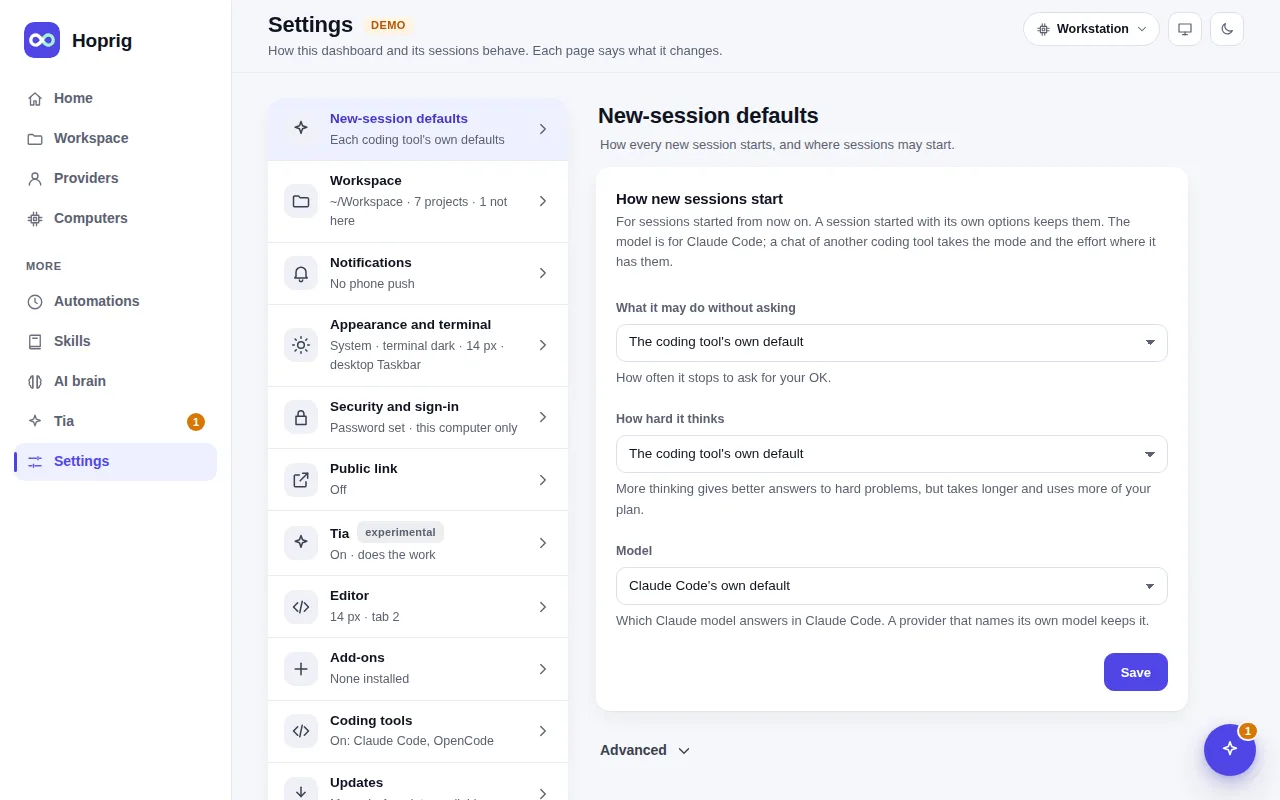 Hoprig
Home
Workspace
Providers
Computers
MORE
Automations
Skills
AI brain
Tia
1
Settings
Settings
DEMO
How this dashboard and its sessions behave. Each page says what it changes.
Workstation
New-session defaults
Each coding tool's own defaults
Workspace
~/Workspace · 7 projects · 1 not
here
Notifications
No phone push
Appearance and terminal
System · terminal dark · 14 px ·
desktop Taskbar
Security and sign-in
Password set · this computer only
Public link
Off
Tia
experimental
On · does the work
Editor
14 px · tab 2
Add-ons
None installed
Coding tools
On: Claude Code, OpenCode
Updates
New-session defaults
How every new session starts, and where sessions may start.
How new sessions start
For sessions started from now on. A session with its own options keeps them. The
model is for Claude Code; a chat of another coding tool takes the mode and the effort where it
has them.
What it may do without asking
The coding tool's own default
How often it stops to ask for your OK.
How hard it thinks
The coding tool's own default
More thinking gives better answers to hard problems, but takes longer and uses more of your
plan.
Model
Claude Code's own default
Which Claude model answers in Claude Code. A provider that names its own model keeps it.
Save
Advanced
1